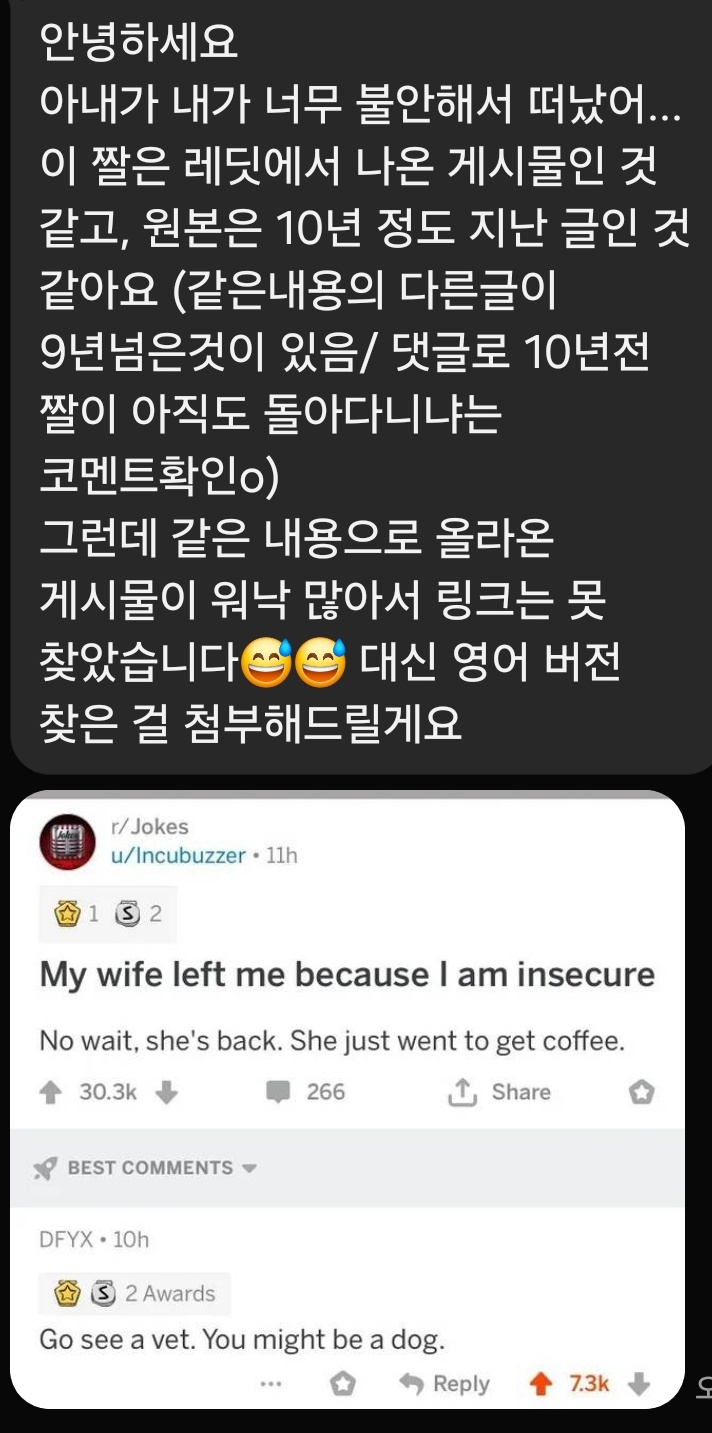 안녕하세요
아내가 내가 너무 불안해서 떠났어...
이 짤은 레딧에서 나온 게시물인 것
같고, 원본은 10년 정도 지난 글인 것
같아요 (같은내용의 다른글이
9년넘은것이 있음/ 댓글로 10년전
짤이 아직도 돌아다니냐는
코멘트확인o)
그런데 같은 내용으로 올라온
게시물이 워낙 많아서 링크는 못
찾았습니다😅😅 대신 영어 버전
찾은 걸 첨부해드릴게요
r/Jokes
u/Incubuzzer • 11h
1 S 2
My wife left me because I am insecure
No wait, she's back. She just went to get coffee.
30.3k 266 Share
BEST COMMENTS
DFYX • 10h
S 2 Awards
Go see a vet. You might be a dog.
... Reply 7.3k